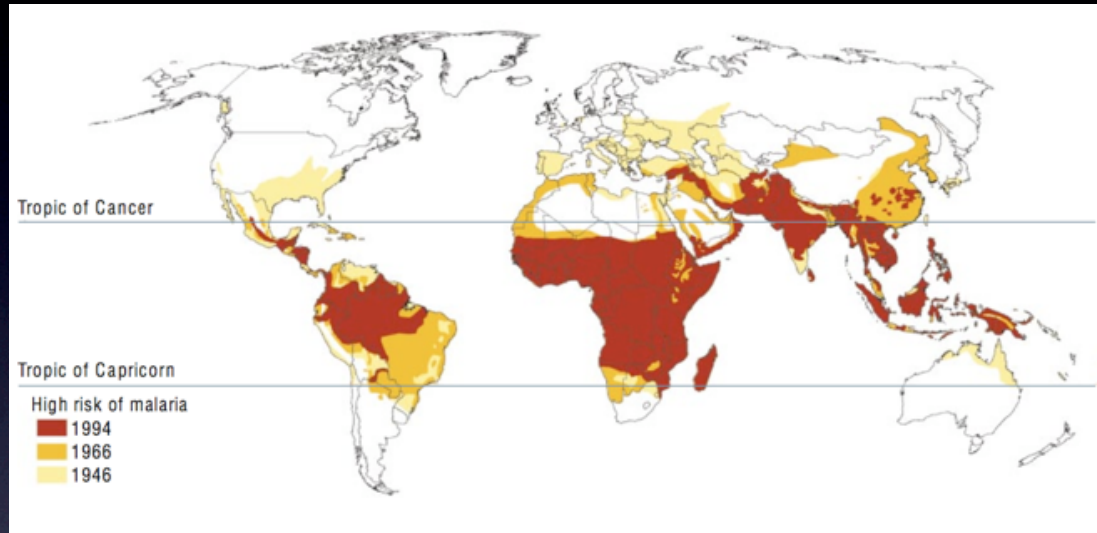 Tropic of Cancer
Tropic of Capricorn
High risk of malaria
1994
1966
1946